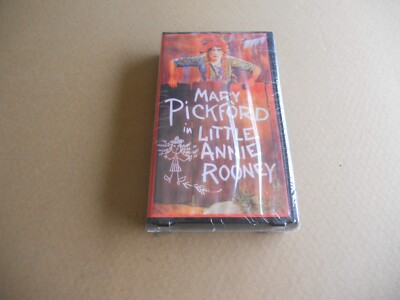 MARY
PICKFORD
in LITTLE
ANNIE
ROONEY